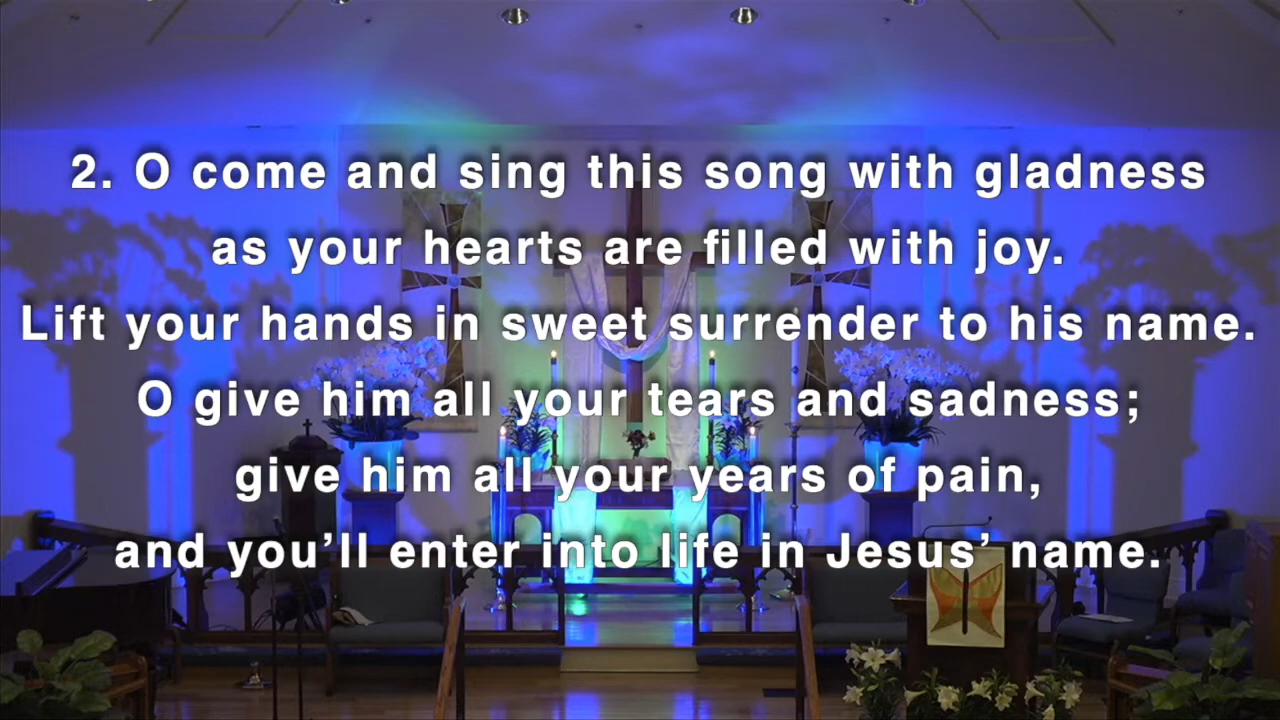 2. O come and sing this song with gladness
as your hearts are filled with joy.
Lift your hands in sweet surrender to his name.
O give him all your tears and sadness;
give him all your years of pain,
and you’ll enter into life in Jesus’ name.